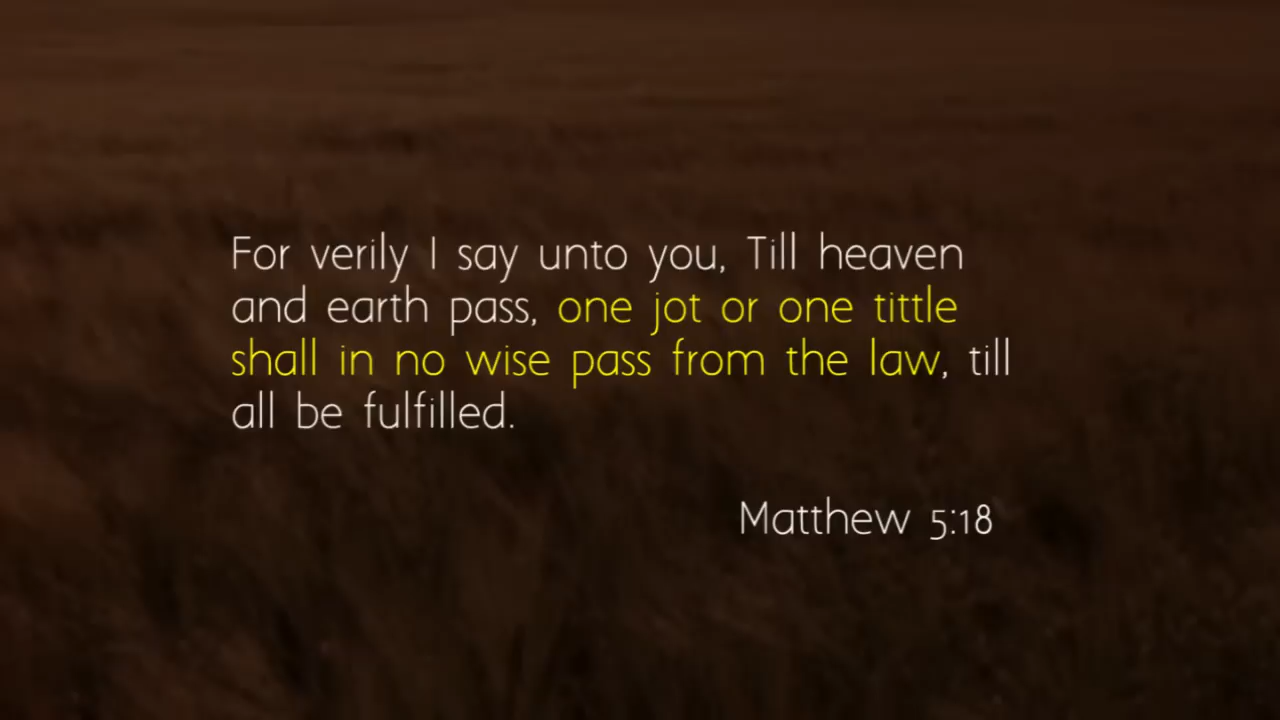 For verily I say unto you, Till heaven
and earth pass, one jot or one tittle
shall in no wise pass from the law, till
all be fulfilled.
Matthew 5:18